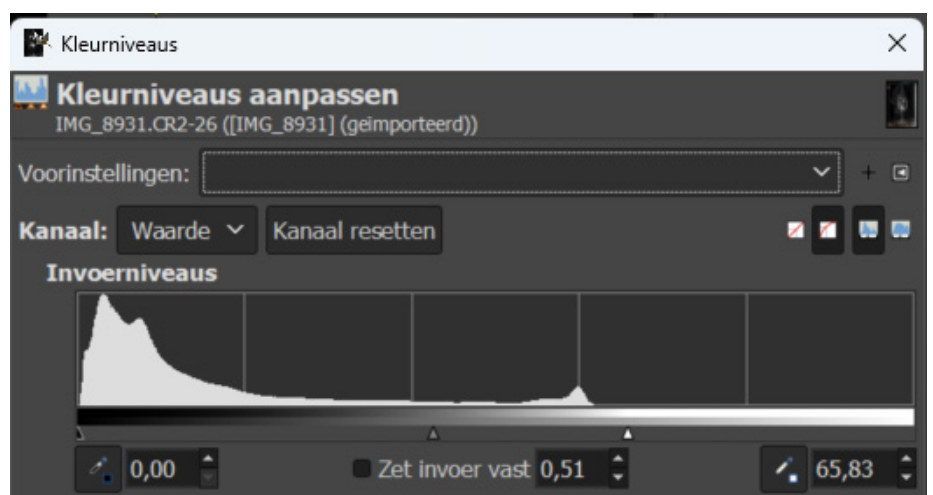 Kleurniveaus
Kleurniveaus aanpassen
IMG_8931.CR2-26 ([IMG_8931] (geïmporteerd))
Voorinstellingen:
Kanaal: Waarde Kanaal resetten
Invoerniveaus
0,00 Zet invoer vast 0,51 65,83